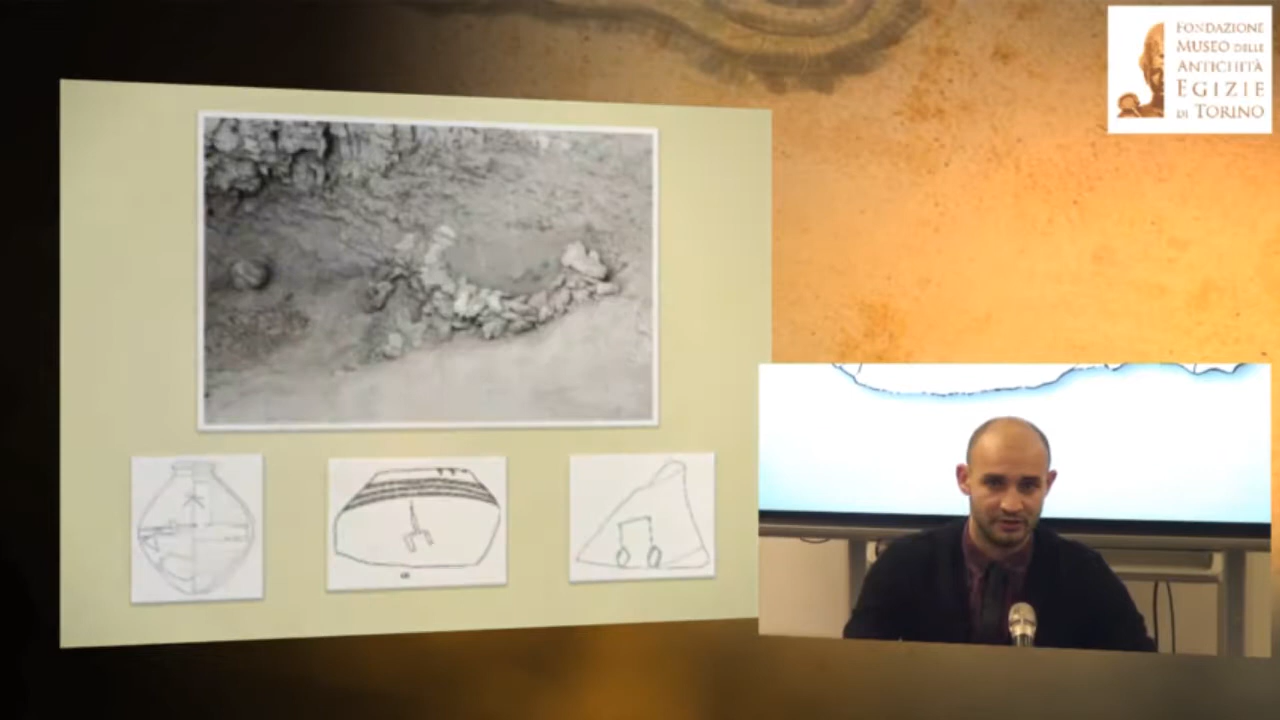 FONDAZIONE
MUSEO DELLE
ANTICHITÀ
EGIZIE
DI TORINO